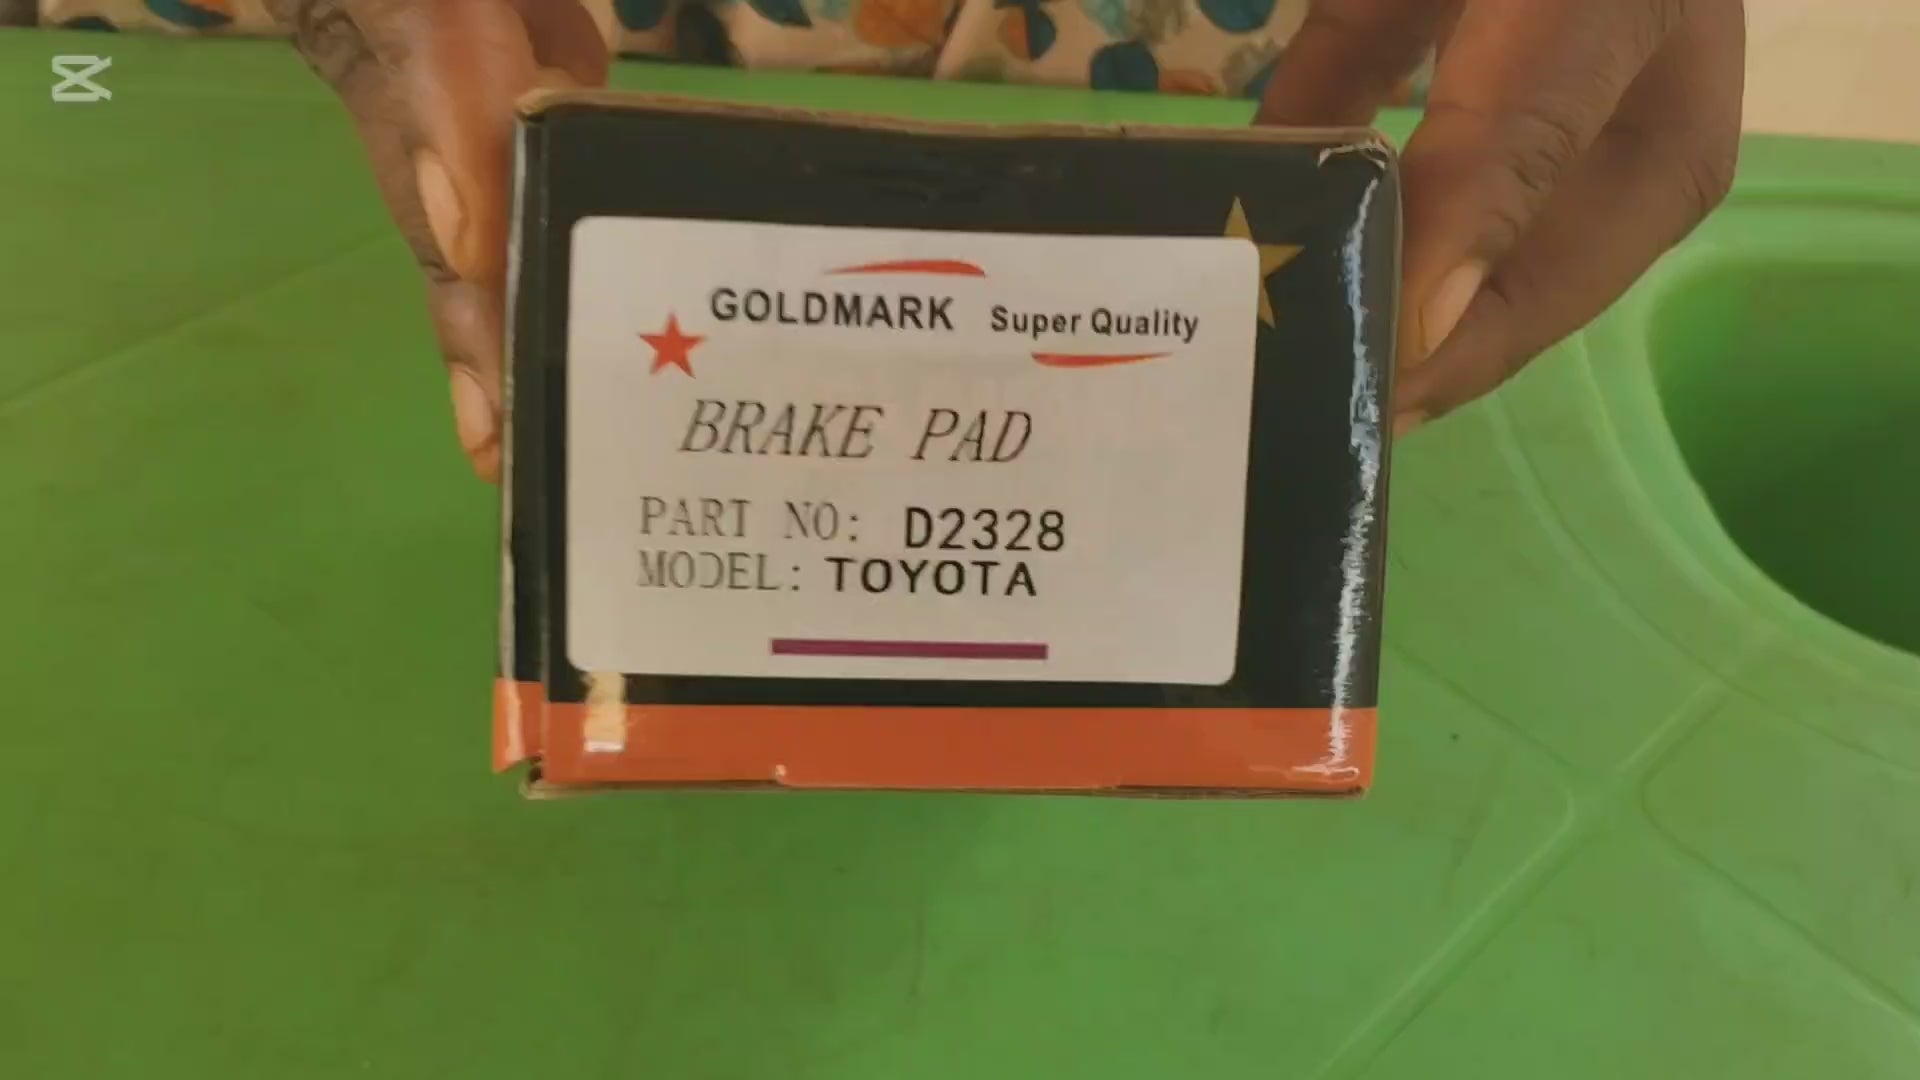 GOLDMARK Super Quality
BRAKE PAD
PART NO: D2328
MODEL: TOYOTA